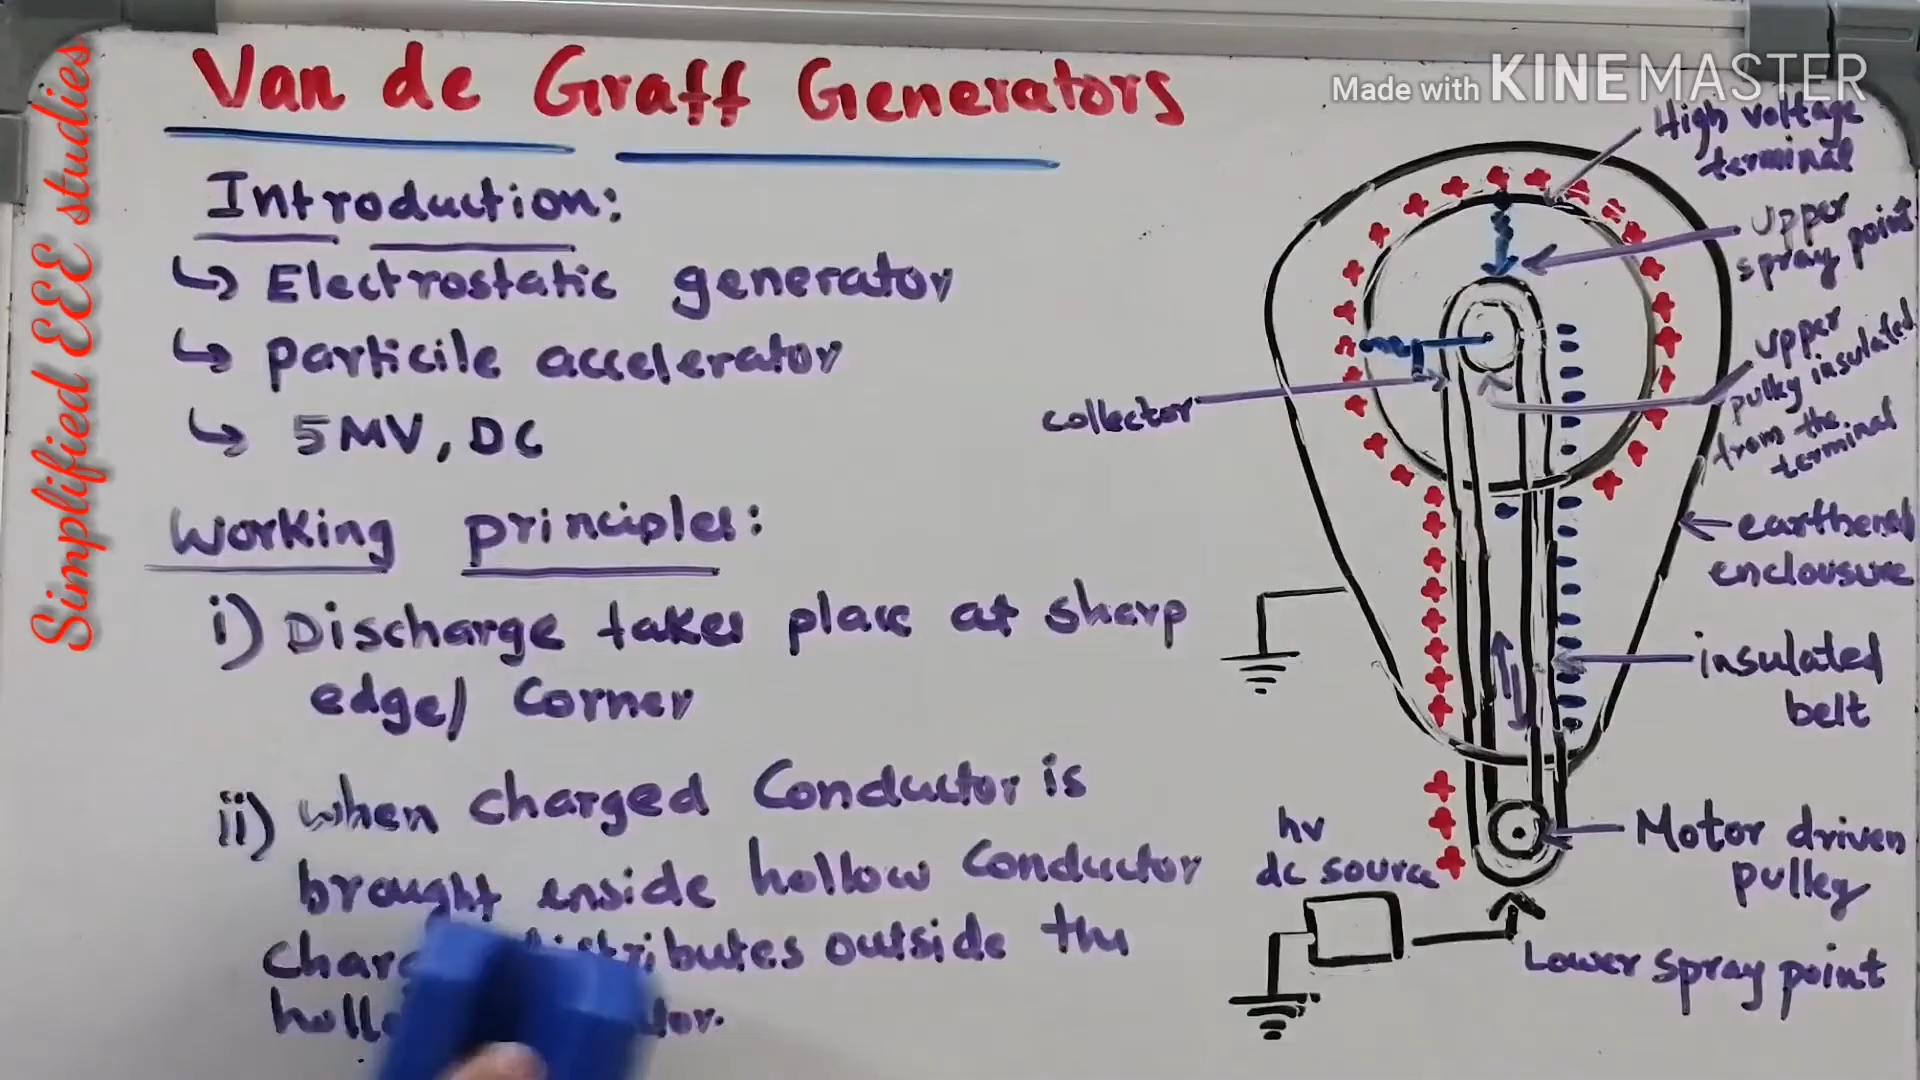 Simplified EEE studies
Made with KINEMASTER
Van de Graff Generators
Introduction:
↳ Electrostatic generator
↳ particile accelerator
↳ 5MV, DC
Working principles:
i) Discharge takes place at sharp
edge/ corner
ii) when charged Conductor is
brought inside hollow conductor
outside the
High voltage
terminal
upper
spray point
upper
pulley insulated
from the
terminal
collector
earthened
enclousure
insulated
belt
hv
dc source
Motor driven
pulley
Lower spray point